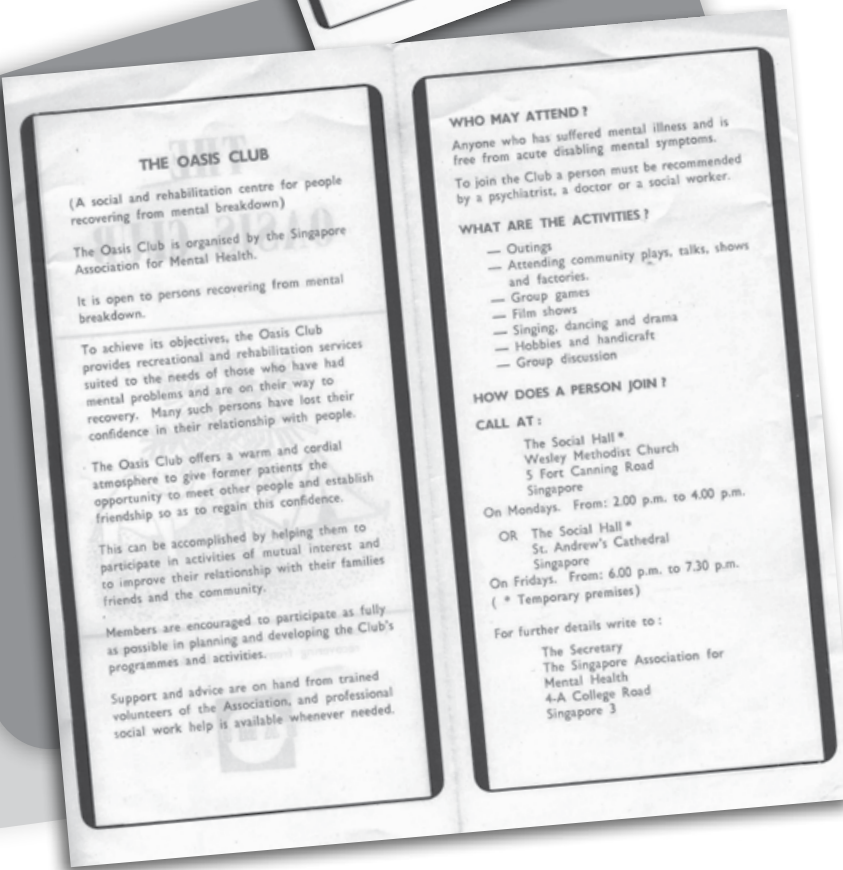 THE OASIS CLUB
(A social and rehabilitation centre for people
recovering from mental breakdown)
The Oasis Club is organised by the Singapore
Association for Mental Health.
It is open to persons recovering from mental
breakdown.
To achieve its objectives, the Oasis Club
provides recreational and rehabilitation services
suited to the needs of those who have had
mental problems and are on their way to
recovery. Many such persons have lost their
confidence in their relationship with people.
The Oasis Club offers a warm and cordial
atmosphere to give former patients the
opportunity to meet other people and establish
friendship so as to regain this confidence.
This can be accomplished by helping them to
participate in activities of mutual interest and
to improve their relationship with their families
friends and the community.
Members are encouraged to participate as fully
as possible in planning and developing the Club's
programmes and activities.
Support and advice are on hand from trained
volunteers of the Association, and professional
social work help is available whenever needed.
WHO MAY ATTEND?
Anyone who has suffered mental illness and is
free from acute disabling mental symptoms.
To join the Club a person must be recommended
by a psychiatrist, a doctor or a social worker.
WHAT ARE THE ACTIVITIES?
— Outings
— Attending community plays, talks, shows
and factories.
— Group games
— Film shows
— Singing, dancing and drama
— Hobbies and handicraft
— Group discussion
HOW DOES A PERSON JOIN?
CALL AT:
The Social Hall*
Wesley Methodist Church
5 Fort Canning Road
Singapore
On Mondays. From: 2.00 p.m. to 4.00 p.m.
OR The Social Hall*
St. Andrew's Cathedral
Singapore
On Fridays. From: 6.00 p.m. to 7.30 p.m.
( * Temporary premises)
For further details write to:
The Secretary
The Singapore Association for
Mental Health
4-A College Road
Singapore 3